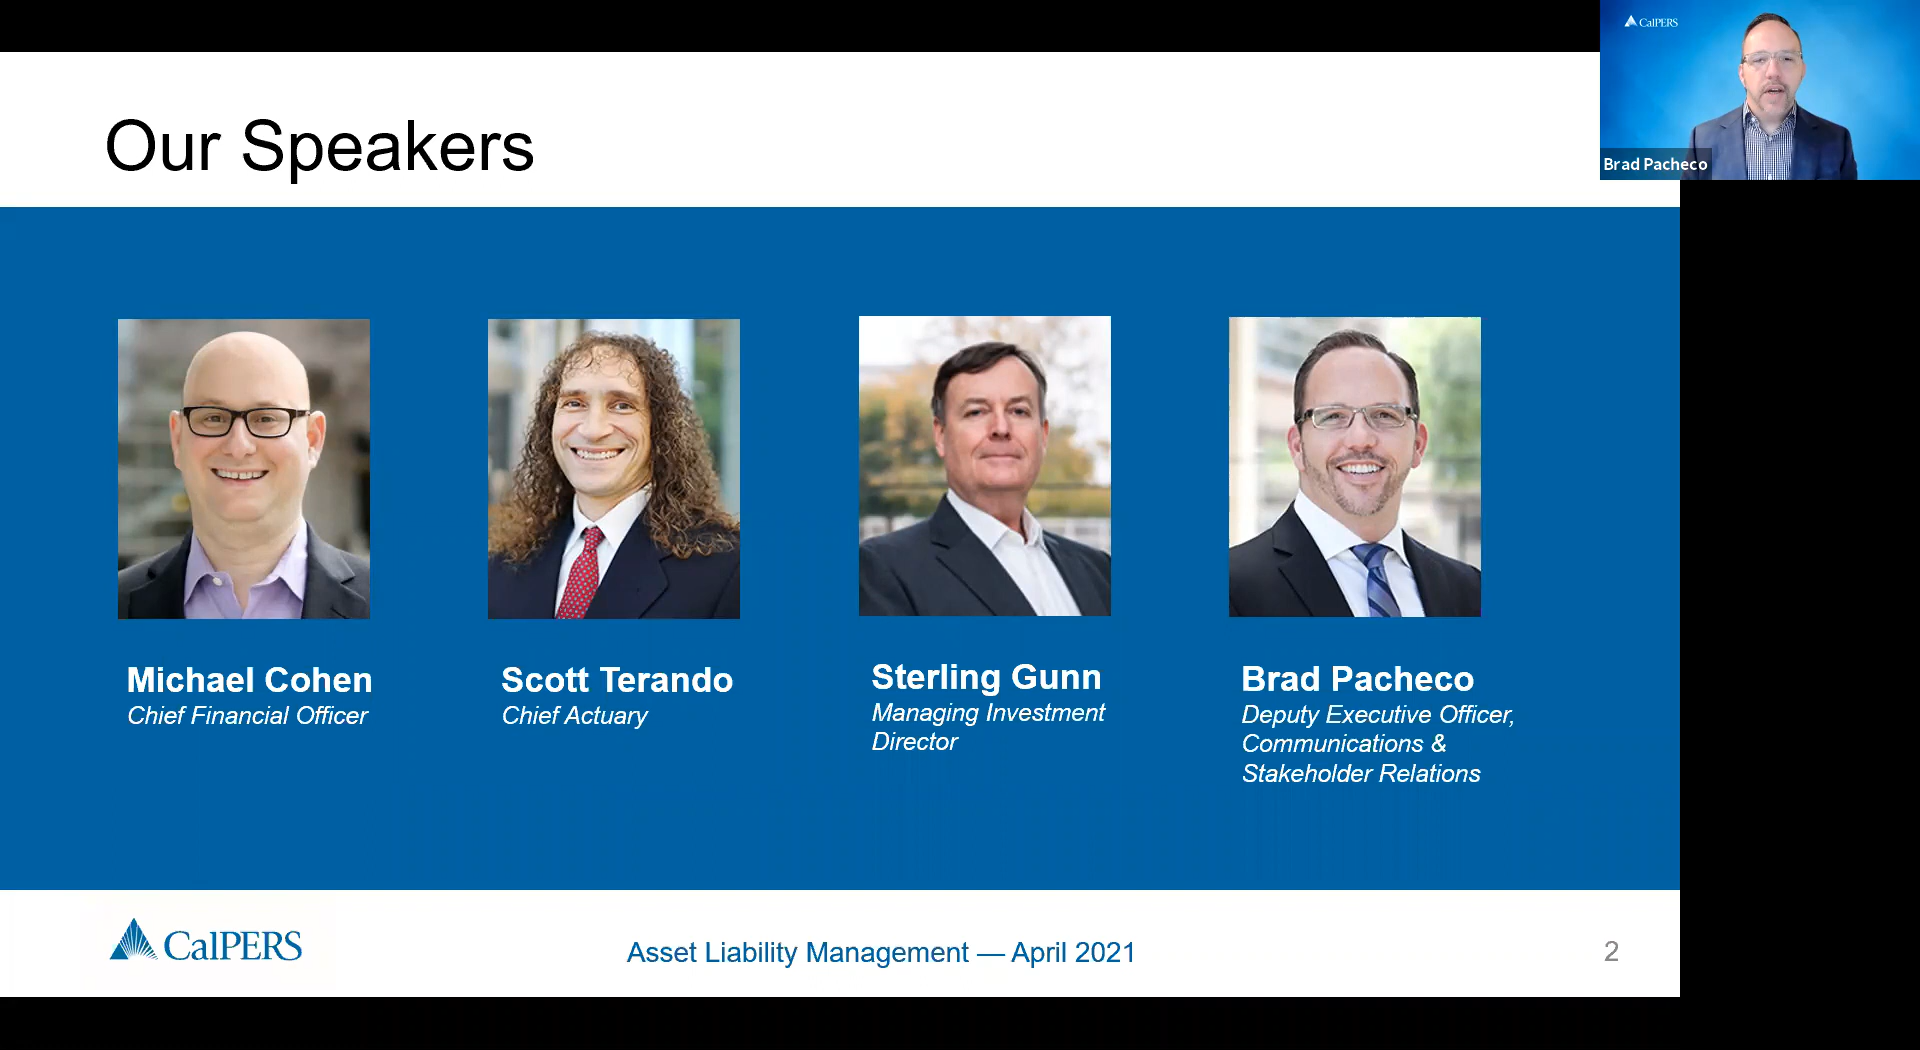 CalPERS
Brad Pacheco
Our Speakers
Michael Cohen
Chief Financial Officer
Scott Terando
Chief Actuary
Sterling Gunn
Managing Investment
Director
Brad Pacheco
Deputy Executive Officer,
Communications &
Stakeholder Relations
CalPERS
Asset Liability Management — April 2021
2